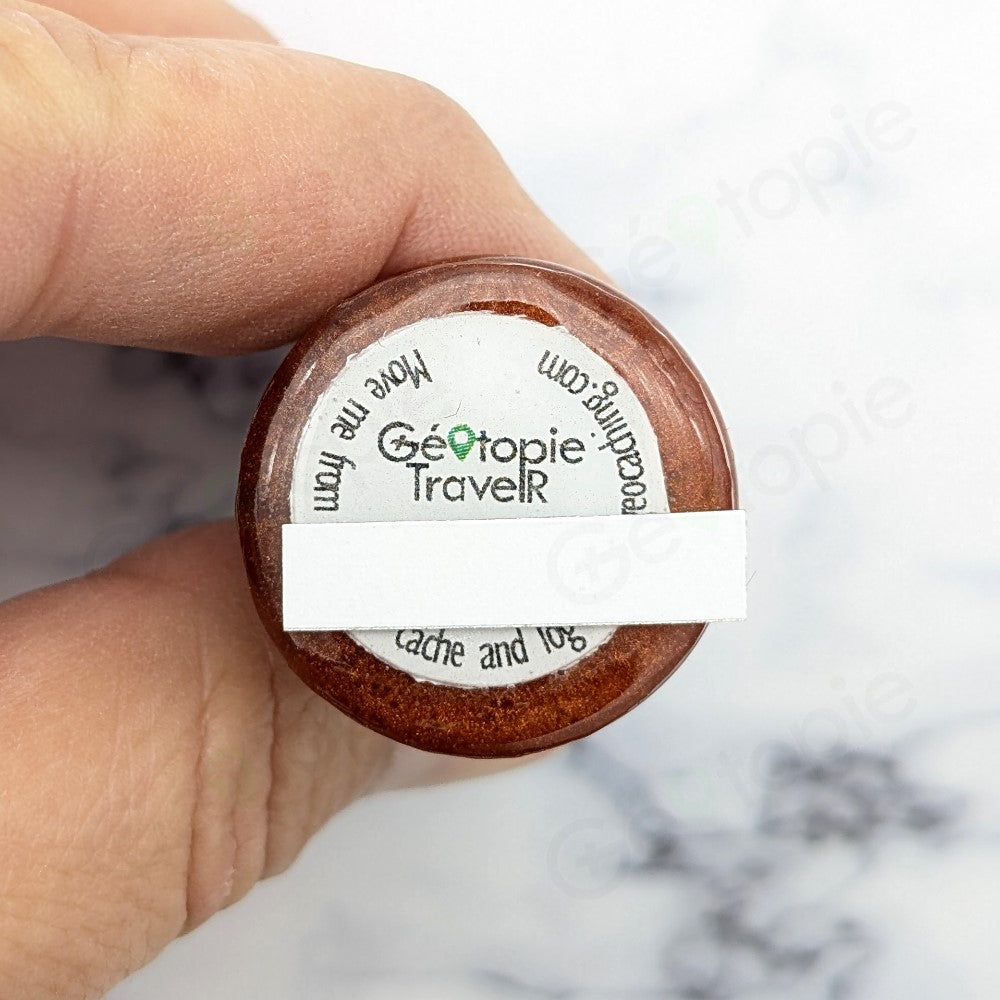 Géotopie
TravelR
Move me from
cache and log
geocaching.com
Géotopie
Géotopie
Géotopie